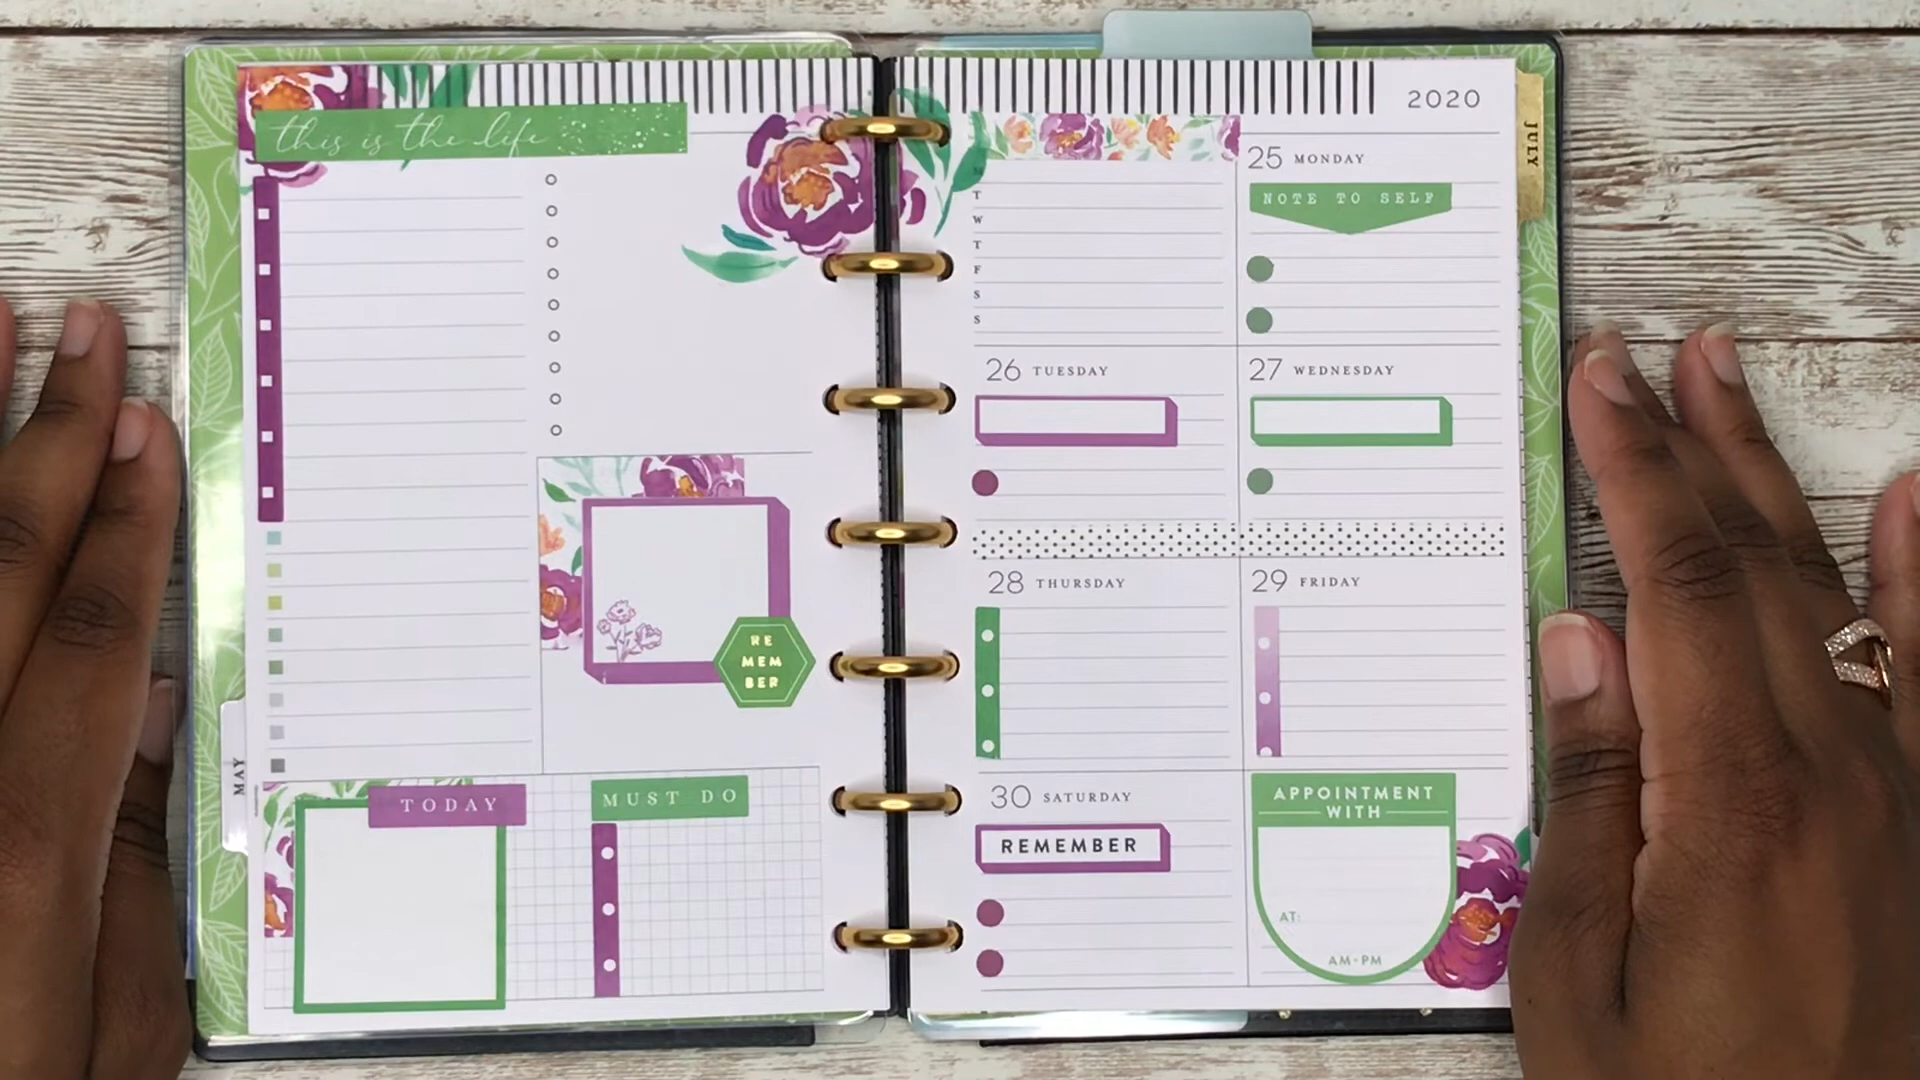 this is the life
RE
MEM
BER
MAY
TODAY
MUST DO
2020
JULY
T
W
T
F
S
S
25 MONDAY
NOTE TO SELF
26 TUESDAY
27 WEDNESDAY
28 THURSDAY
29 FRIDAY
30 SATURDAY
REMEMBER
APPOINTMENT
WITH
AT:
AM-PM